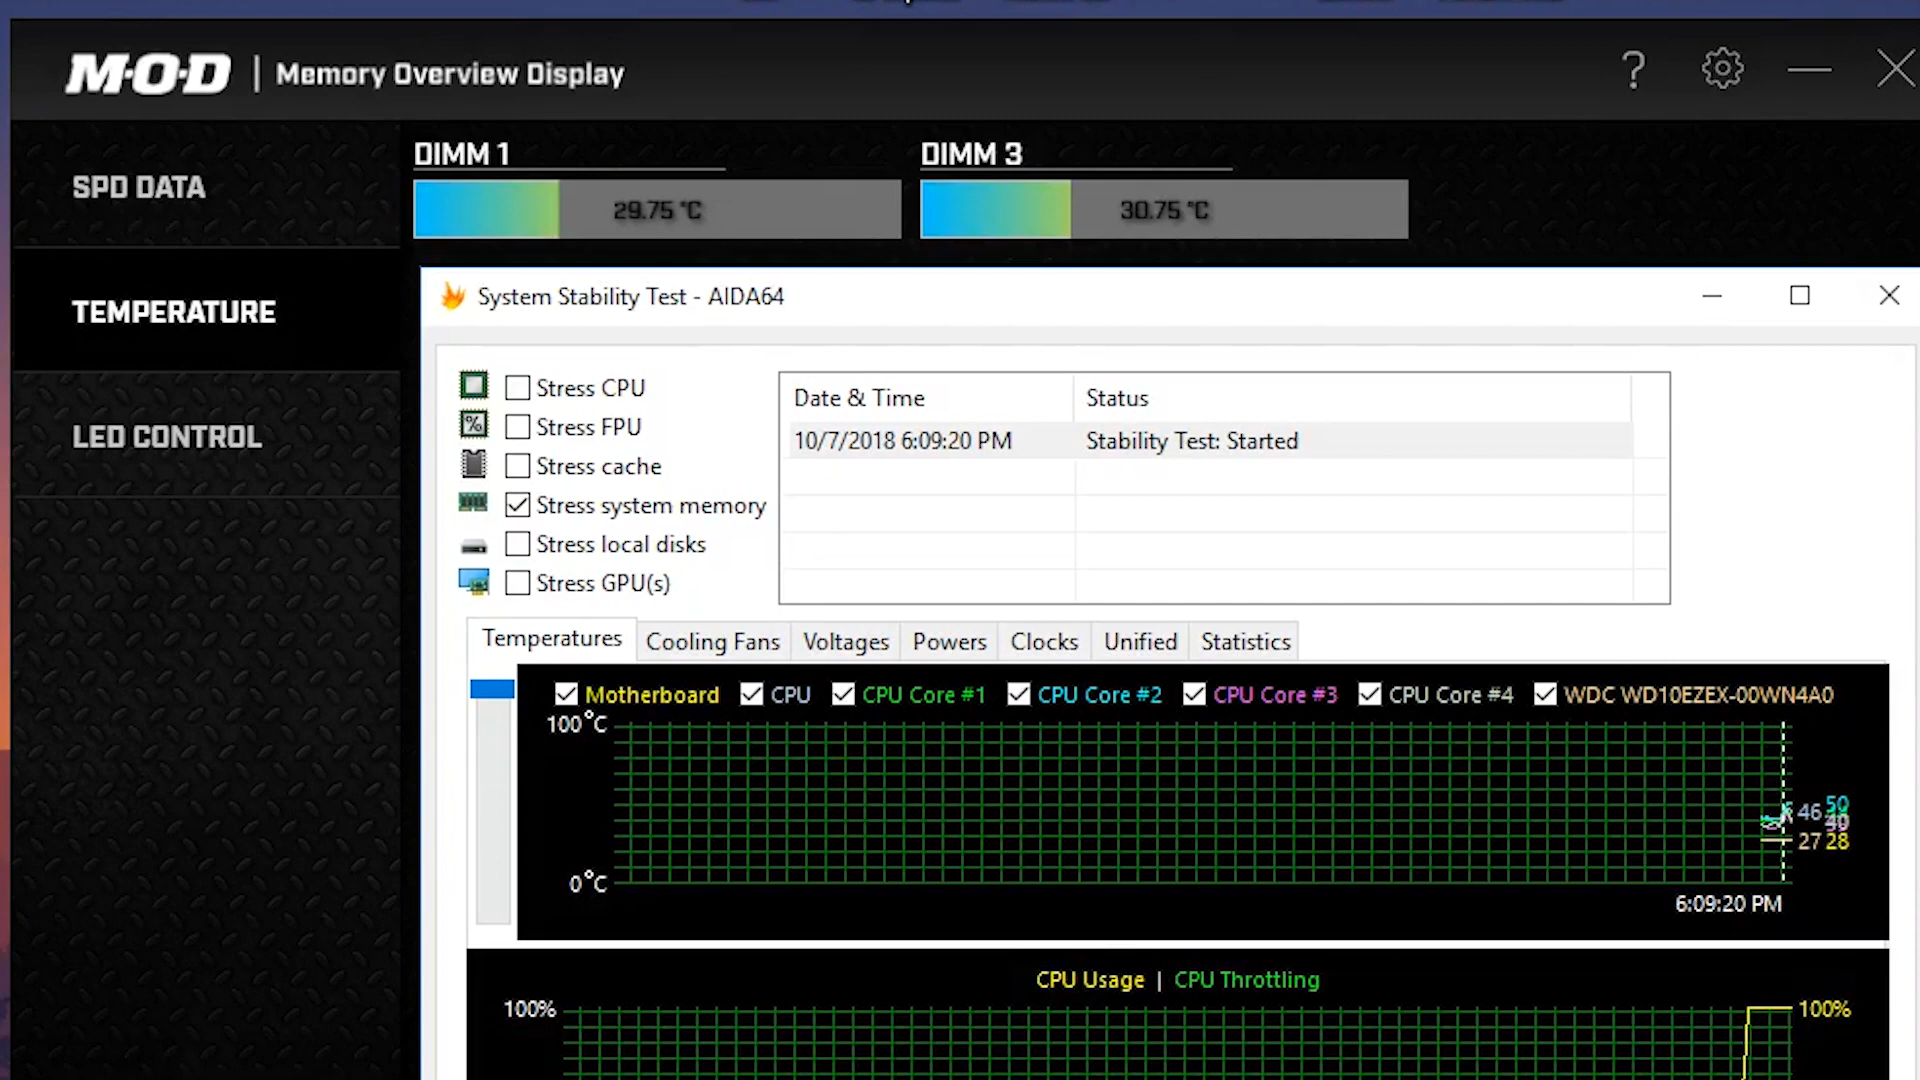 M·O·D | Memory Overview Display
SPD DATA
TEMPERATURE
LED CONTROL
DIMM 1
29.75 °C
DIMM 3
30.75 °C
System Stability Test - AIDA64
Stress CPU
Stress FPU
Stress cache
Stress system memory
Stress local disks
Stress GPU(s)
Date & Time Status
10/7/2018 6:09:20 PM Stability Test: Started
Temperatures Cooling Fans Voltages Powers Clocks Unified Statistics
Motherboard CPU CPU Core #1 CPU Core #2 CPU Core #3 CPU Core #4 WDC WD10EZEX-00WN4A0
100°C
46 50
27 28
0°C
6:09:20 PM
CPU Usage | CPU Throttling
100% 100%